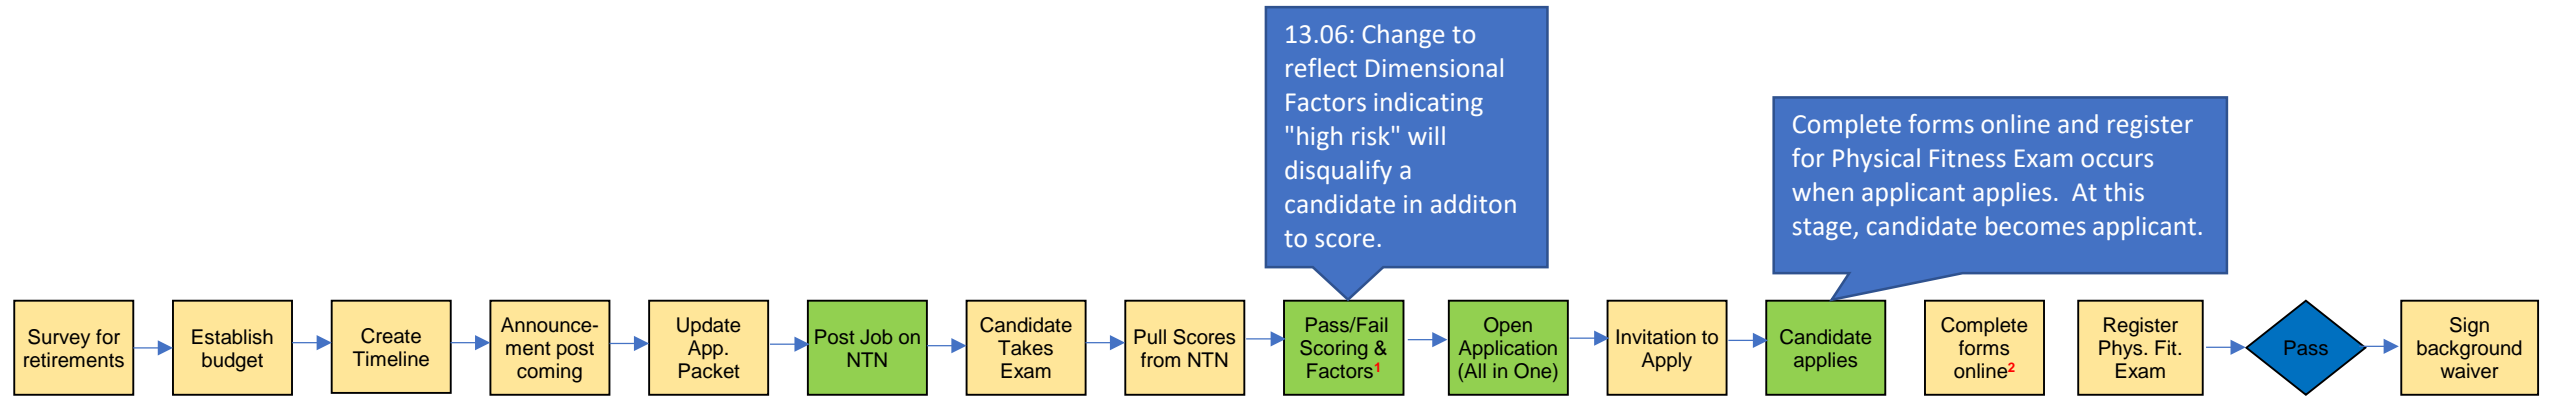 13.06: Change to
reflect Dimensional
Factors indicating
"high risk" will
disqualify a
candidate in additon
to score.
Complete forms online and register
for Physical Fitness Exam occurs
when applicant applies.  At this
stage, candidate becomes applicant.
Survey for
retirements
Establish
budget
Create
Timeline
Announce-
ment post
coming
Update
App.
Packet
Post Job on
NTN
Candidate
Takes
Exam
Pull Scores
from NTN
Pass/Fail
Scoring &
Factors1
Open
Application
(All in One)
Invitation to
Apply
Candidate
applies
Complete
forms
online2
Register
Phys. Fit.
Exam
Pass
Sign
background
waiver